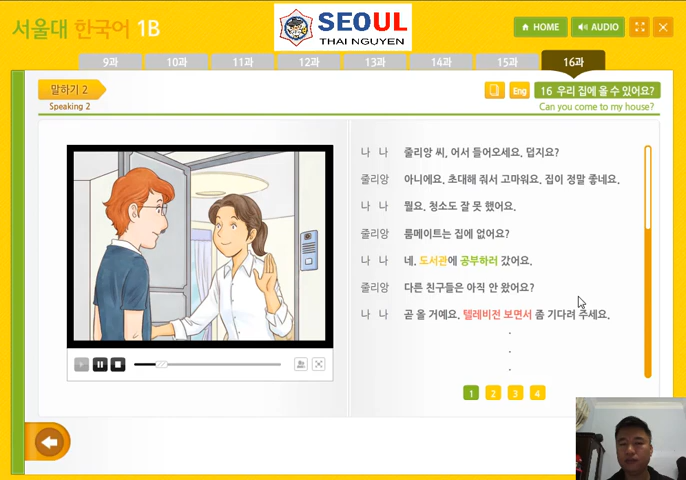 서울대 한국어 1B
SEOUL
THAI NGUYEN
HOME
AUDIO
9과
10과
11과
12과
13과
14과
15과
16과
말하기 2
Speaking 2
Eng
16 우리 집에 올 수 있어요?
Can you come to my house?
나 나 줄리앙 씨, 어서 들어오세요. 덥지요?
줄리앙 아니에요. 초대해 줘서 고마워요. 집이 정말 좋네요.
나 나 뭘요. 청소도 잘 못 했어요.
줄리앙 룸메이트는 집에 없어요?
나 나 네. 도서관에 공부하러 갔어요.
줄리앙 다른 친구들은 아직 안 왔어요?
나 나 곧 올 거예요. 텔레비전 보면서 좀 기다려 주세요.
1
2
3
4